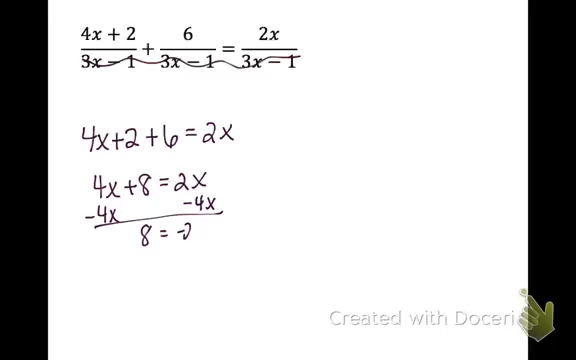 4x + 2 / 3x − 1 + 6 / 3x − 1 = 2x / 3x − 1
4x+2 +6 = 2x
4x +8 = 2x
−4x −4x
8 = −2
Created with Doceri